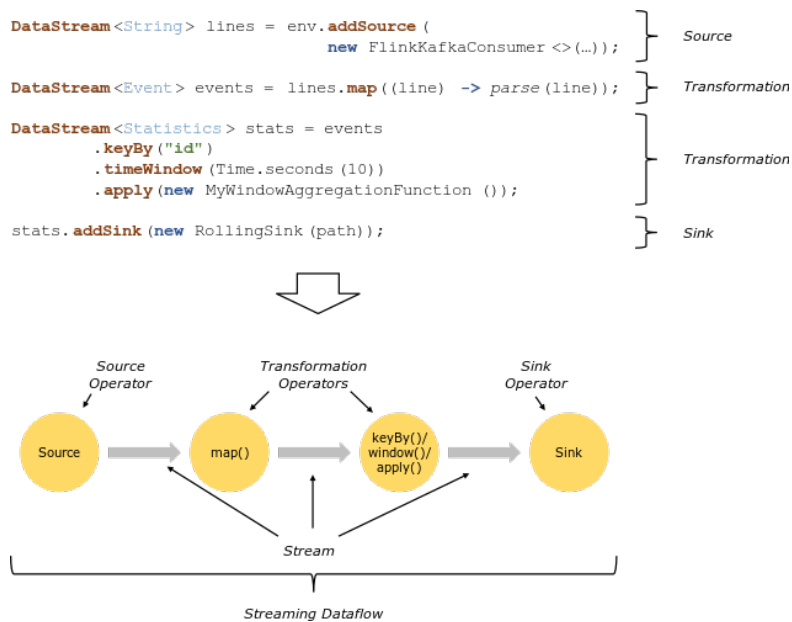 DataStream<String> lines = env.addSource(
new FlinkKafkaConsumer<>(…));
Source
DataStream<Event> events = lines.map((line) -> parse(line));
Transformation
DataStream<Statistics> stats = events
.keyBy("id")
.timeWindow(Time.seconds(10))
.apply(new MyWindowAggregationFunction());
Transformation
stats.addSink(new RollingSink(path));
Sink
Source
Operator
Transformation
Operators
Sink
Operator
Source
map()
keyBy()/
window()/
apply()
Sink
Stream
Streaming Dataflow